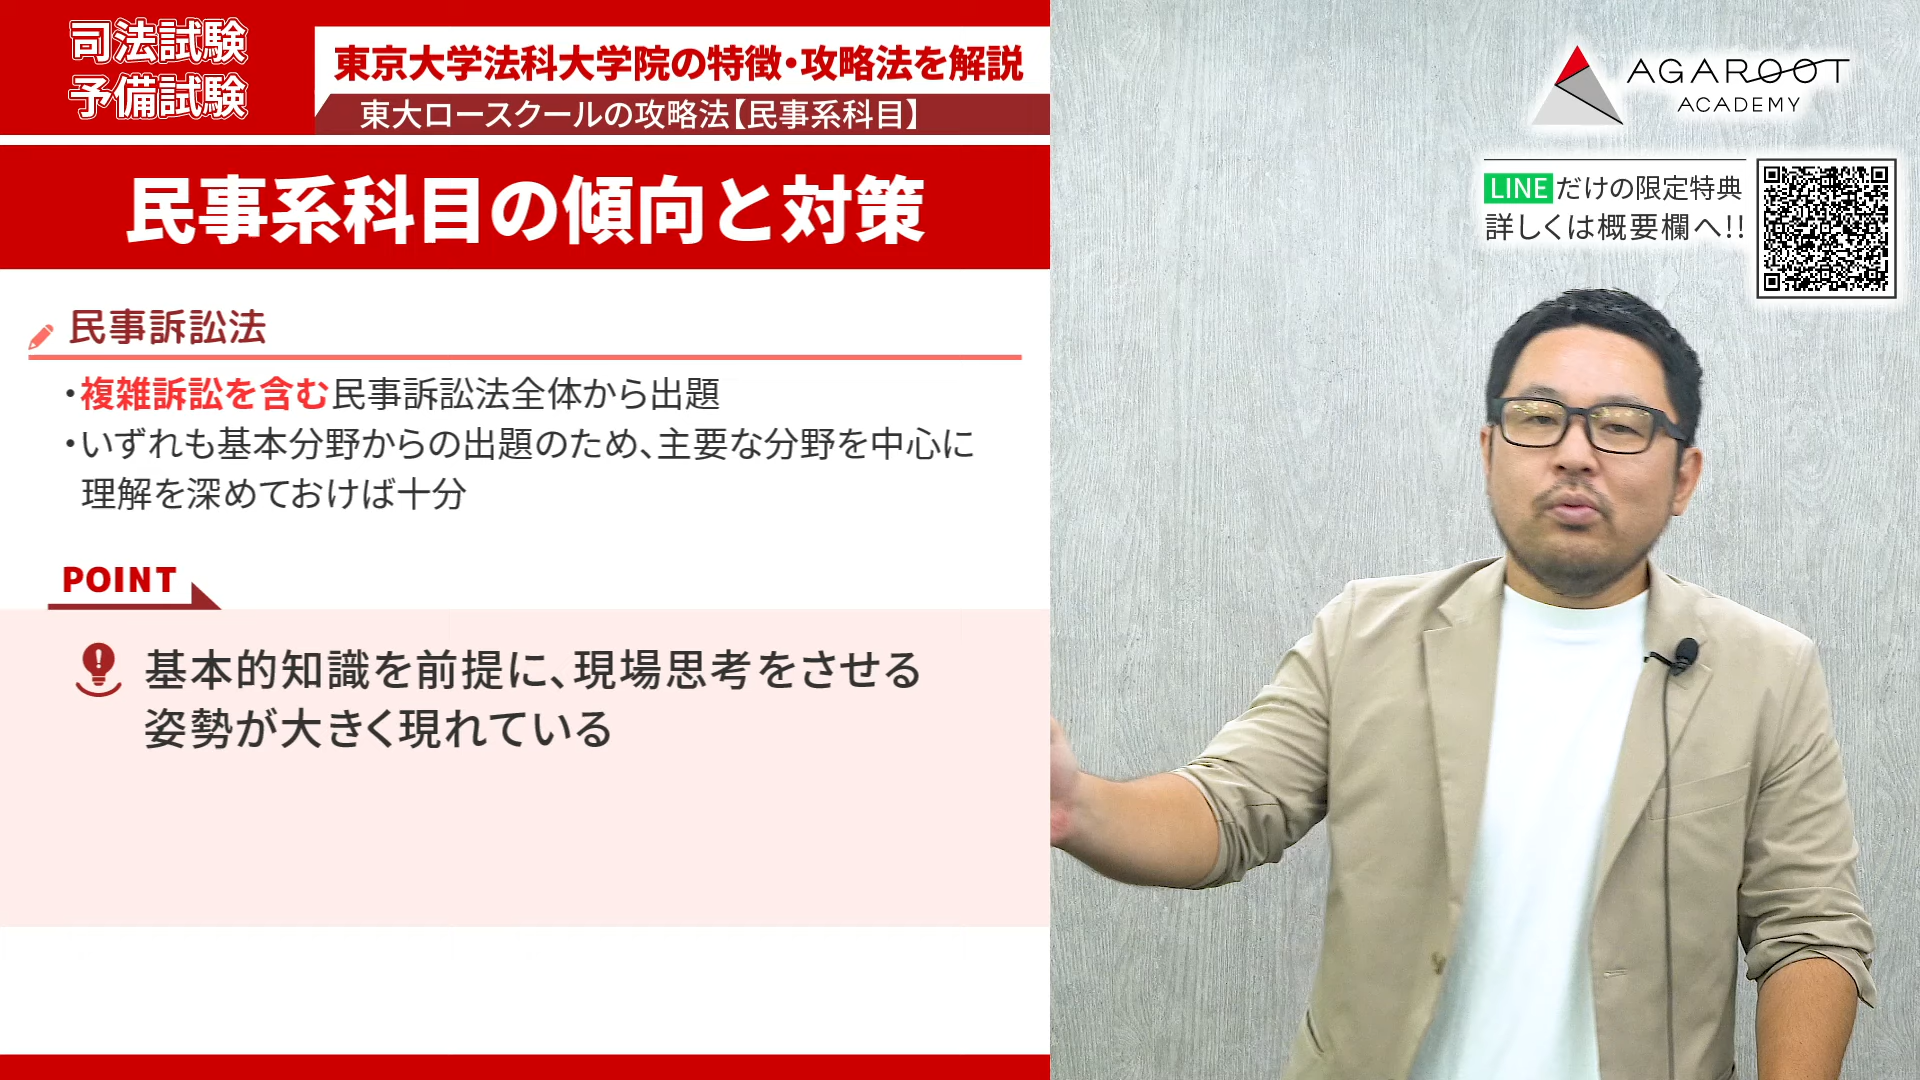 司法試験
予備試験
東京大学法科大学院の特徴・攻略法を解説
東大ロースクールの攻略法【民事系科目】
民事系科目の傾向と対策
民事訴訟法
・複雑訴訟を含む民事訴訟法全体から出題
・いずれも基本分野からの出題のため、主要な分野を中心に
理解を深めておけば十分
POINT
基本的知識を前提に、現場思考をさせる
姿勢が大きく現れている
AGAROOT
ACADEMY
LINEだけの限定特典
詳しくは概要欄へ!!